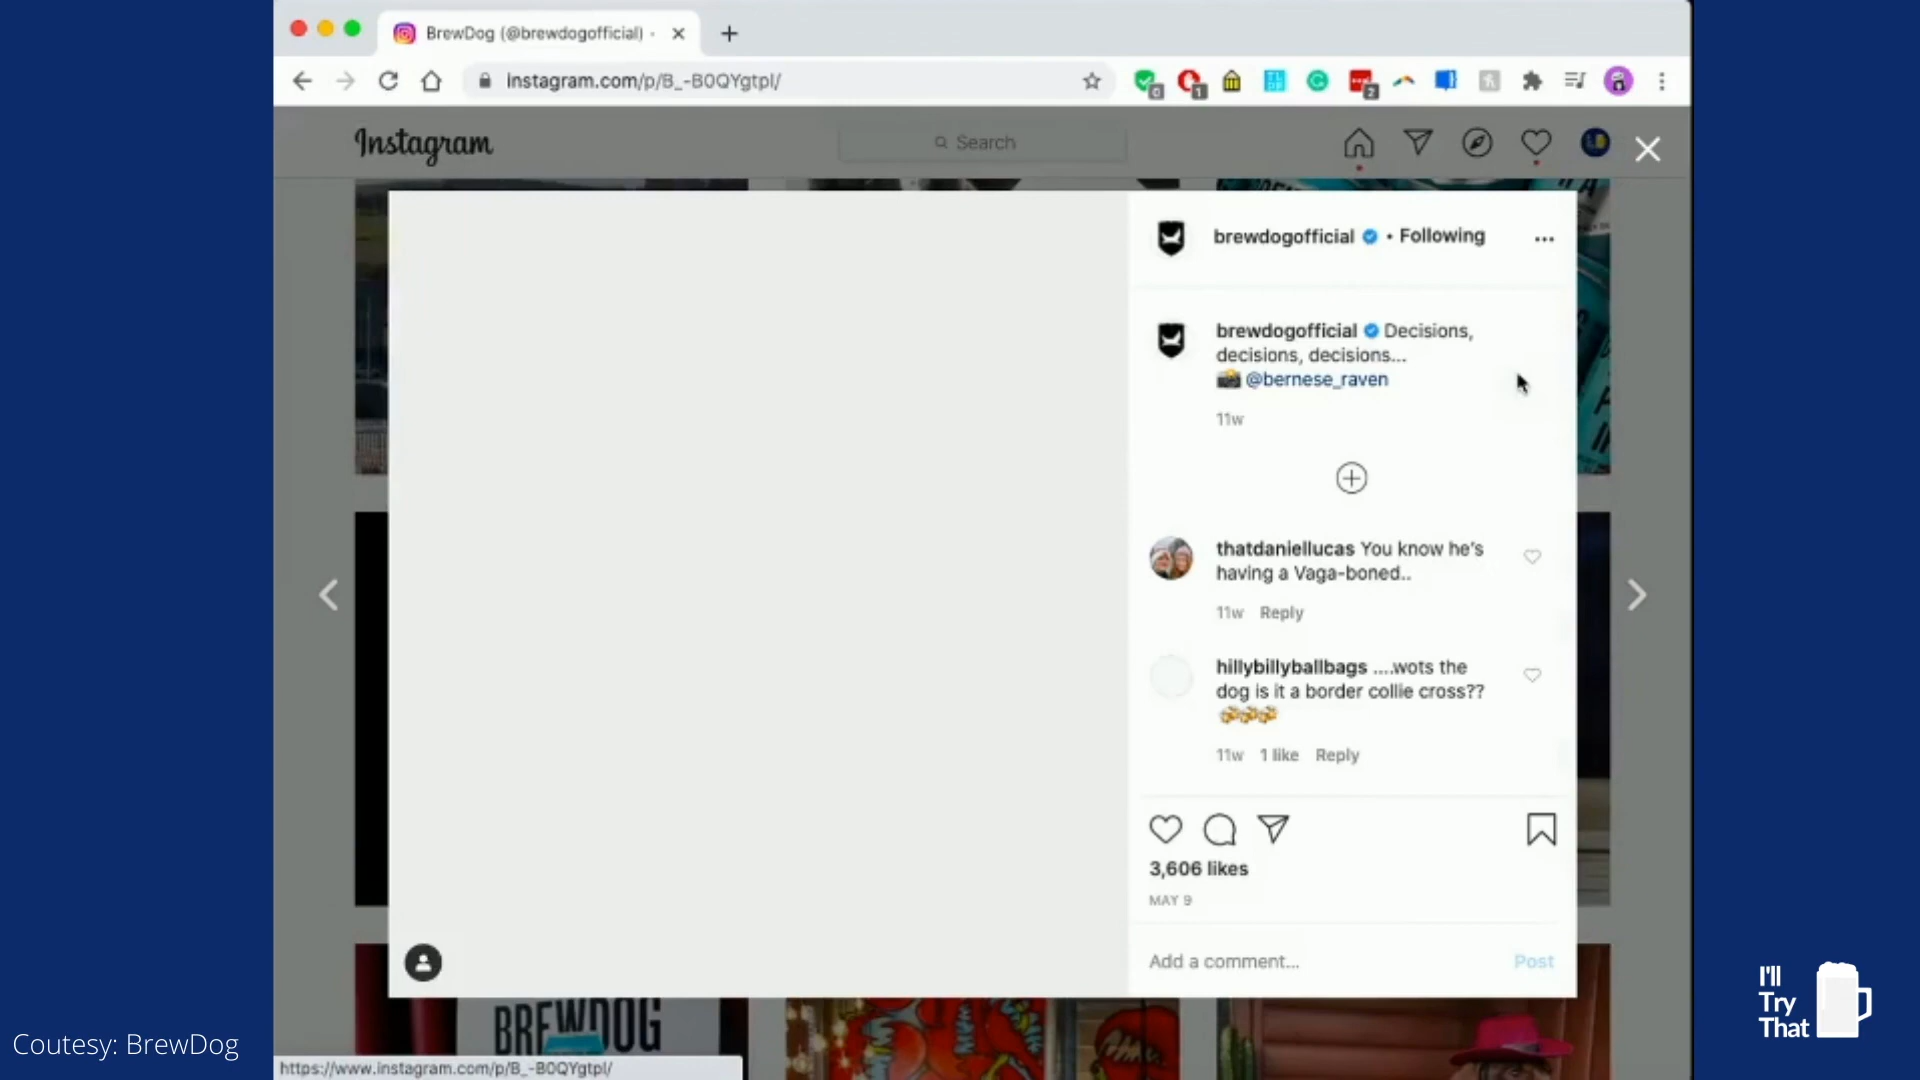 BrewDog (@brewdogofficial) ·
instagram.com/p/B_-B0QYgtpI/
Instagram
Search
brewdogofficial • Following
brewdogofficial Decisions,
decisions, decisions...
@bernese_raven
11w
thatdaniellucas You know he's
having a Vaga-boned..
11w Reply
hillybillyballbags ....wots the
dog is it a border collie cross??
11w 1 like Reply
3,606 likes
MAY 9
Add a comment... Post
BREWDOG
I'll
Try
That
Coutesy: BrewDog
https://www.instagram.com/p/B_-B0QYgtpI/